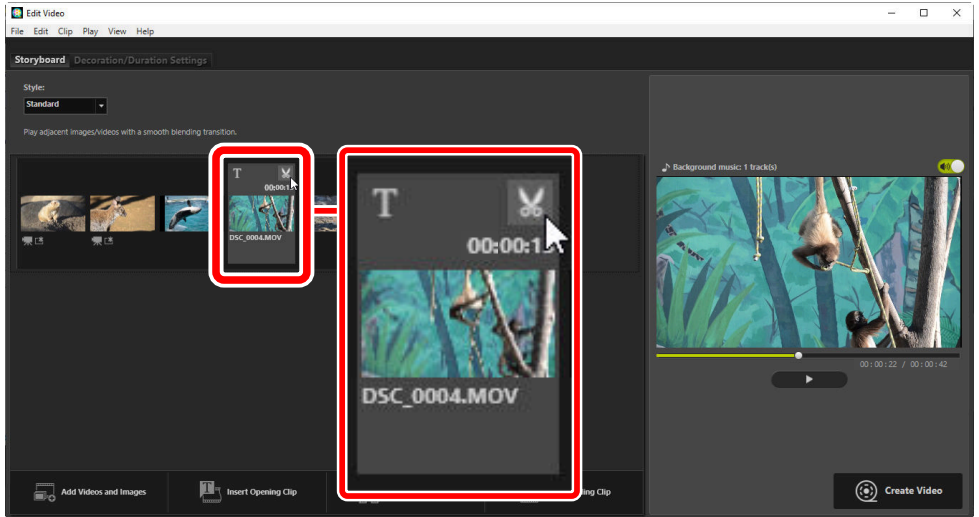 Edit Video
File Edit Clip Play View Help
Storyboard Decoration/Duration Settings
Style:
Standard
Play adjacent images/videos with a smooth blending transition.
T
00:00:1
DSC_0004.MOV
T
00:00:1
DSC_0004.MOV
Background music: 1 track(s)
00:00:22 / 00:00:42
Add Videos and Images
T
Insert Opening Clip
Clip
Create Video